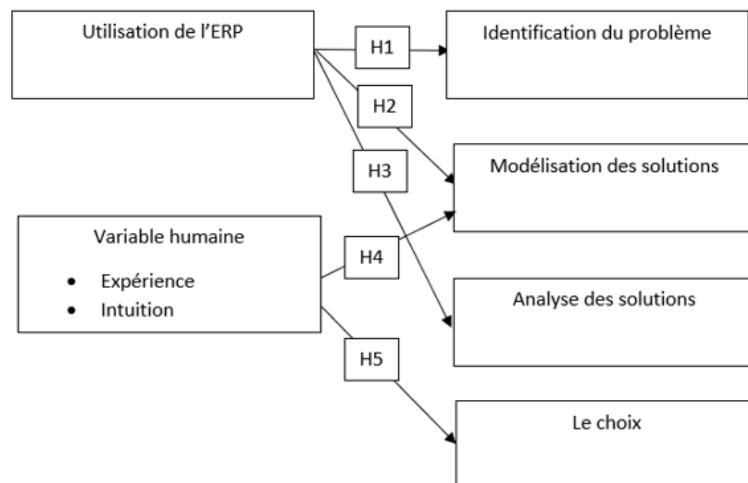 Utilisation de l’ERP
H1
Identification du problème
H2
H3
Modélisation des solutions
Variable humaine
• Expérience
• Intuition
H4
Analyse des solutions
H5
Le choix